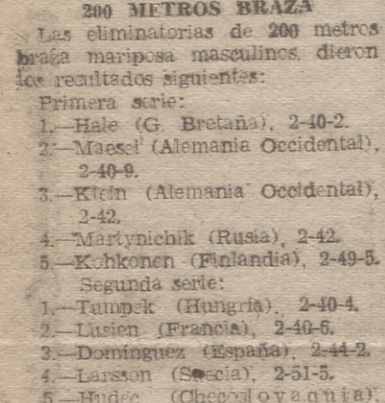 200 METROS BRAZA
Las eliminatorias de 200 metros
braza mariposa masculinos, dieron
los resultados siguientes:
Primera serie:
1.—Hale (G. Bretaña), 2-40-2.
2.—Maesel (Alemania Occidental),
2-40-9.
3.—Klein (Alemania Occidental),
2-42.
4.—Martynichik (Rusia), 2-42.
5.—Kohkonen (Finlandia), 2-49-5.
Segunda serie:
1.—Tumpek (Hungría), 2-40-4.
2.—Lusien (Francia), 2-40-6.
3.—Domínguez (España), 2-44-2.
4.—Larsson (Suecia), 2-51-5.
5.—Hudec (Checoslovaquia),